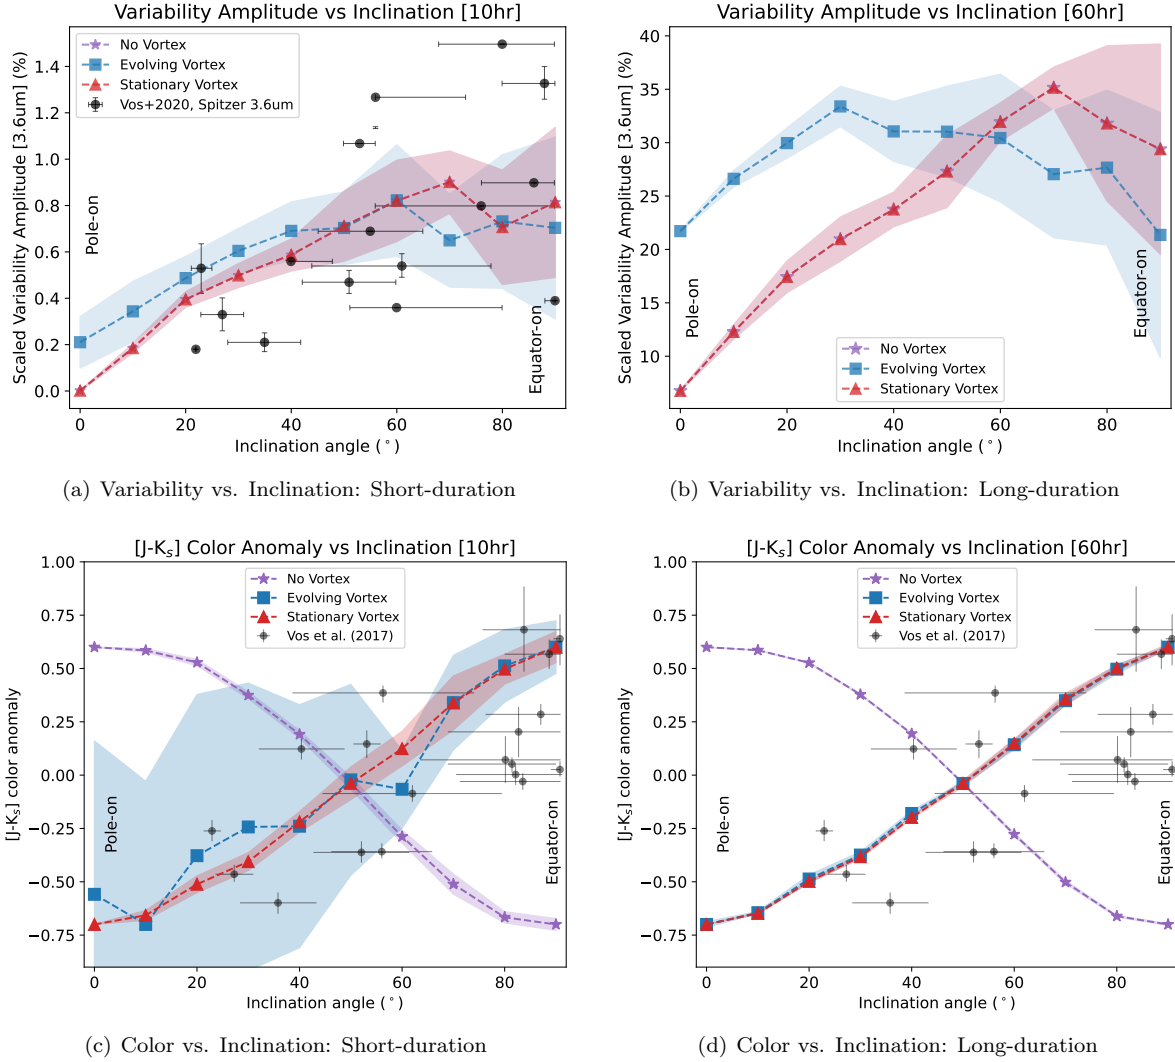 Variability Amplitude vs Inclination [10hr]
Scaled Variability Amplitude [3.6um] (%)
1.4
1.2
1.0
0.8
0.6
0.4
0.2
0.0
No Vortex
Evolving Vortex
Stationary Vortex
Vos+2020, Spitzer 3.6um
Pole-on
Equator-on
0 20 40 60 80
Inclination angle (°)
(a) Variability vs. Inclination: Short-duration
Variability Amplitude vs Inclination [60hr]
Scaled Variability Amplitude [3.6um] (%)
40
35
30
25
20
15
10
Pole-on
Equator-on
No Vortex
Evolving Vortex
Stationary Vortex
0 20 40 60 80
Inclination angle (°)
(b) Variability vs. Inclination: Long-duration
[J-Ks] Color Anomaly vs Inclination [10hr]
[J-Ks] color anomaly
1.00
0.75
0.50
0.25
0.00
−0.25
−0.50
−0.75
No Vortex
Evolving Vortex
Stationary Vortex
Vos et al. (2017)
Pole-on
Equator-on
0 20 40 60 80
Inclination angle (°)
(c) Color vs. Inclination: Short-duration
[J-Ks] Color Anomaly vs Inclination [60hr]
[J-Ks] color anomaly
1.00
0.75
0.50
0.25
0.00
−0.25
−0.50
−0.75
No Vortex
Evolving Vortex
Stationary Vortex
Vos et al. (2017)
Pole-on
Equator-on
0 20 40 60 80
Inclination angle (°)
(d) Color vs. Inclination: Long-duration